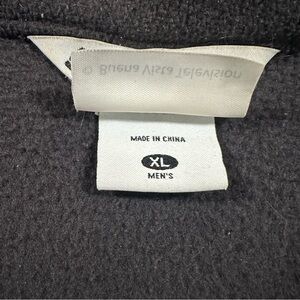 © Buena Vista Television
MADE IN CHINA
XL
MEN'S